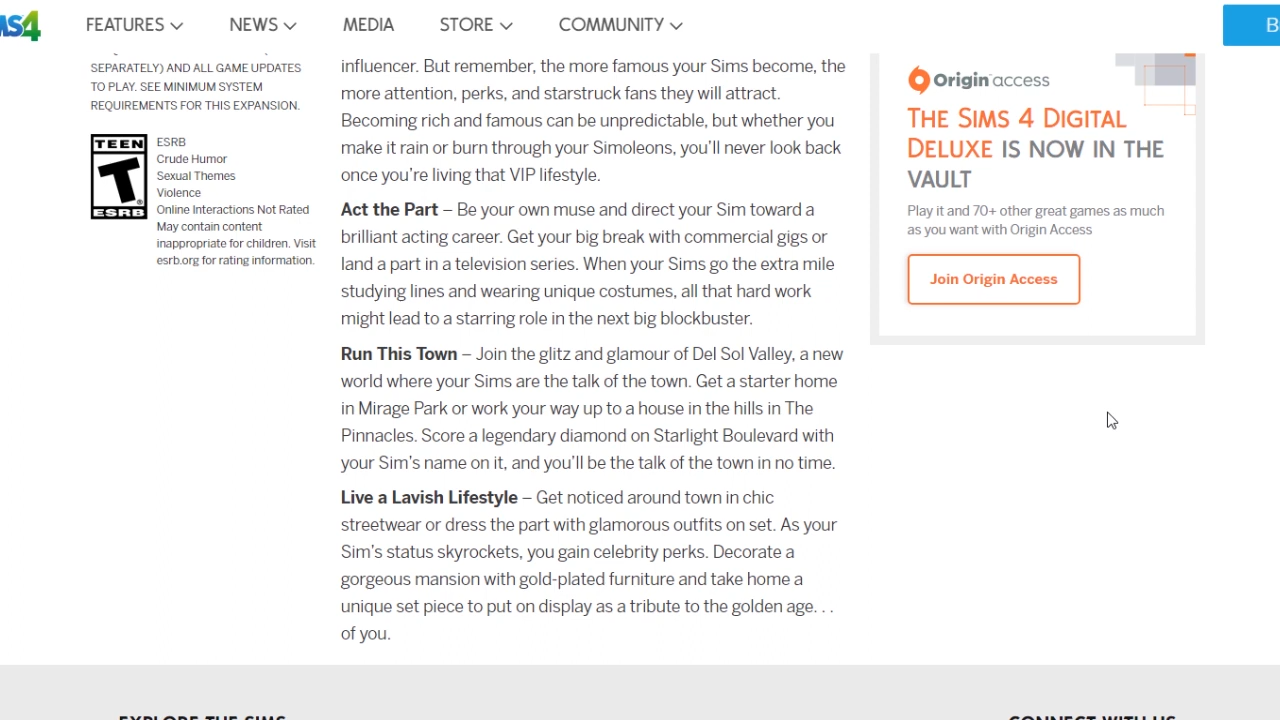 MS4
FEATURES
NEWS
MEDIA
STORE
COMMUNITY
B
SEPARATELY) AND ALL GAME UPDATES
TO PLAY. SEE MINIMUM SYSTEM
REQUIREMENTS FOR THIS EXPANSION.
TEEN
T
ESRB
ESRB
Crude Humor
Sexual Themes
Violence
Online Interactions Not Rated
May contain content
inappropriate for children. Visit
esrb.org for rating information.
influencer. But remember, the more famous your Sims become, the
more attention, perks, and starstruck fans they will attract.
Becoming rich and famous can be unpredictable, but whether you
make it rain or burn through your Simoleons, you’ll never look back
once you’re living that VIP lifestyle.
Act the Part – Be your own muse and direct your Sim toward a
brilliant acting career. Get your big break with commercial gigs or
land a part in a television series. When your Sims go the extra mile
studying lines and wearing unique costumes, all that hard work
might lead to a starring role in the next big blockbuster.
Run This Town – Join the glitz and glamour of Del Sol Valley, a new
world where your Sims are the talk of the town. Get a starter home
in Mirage Park or work your way up to a house in the hills in The
Pinnacles. Score a legendary diamond on Starlight Boulevard with
your Sim’s name on it, and you’ll be the talk of the town in no time.
Live a Lavish Lifestyle – Get noticed around town in chic
streetwear or dress the part with glamorous outfits on set. As your
Sim’s status skyrockets, you gain celebrity perks. Decorate a
gorgeous mansion with gold-plated furniture and take home a
unique set piece to put on display as a tribute to the golden age. . .
of you.
Origin access
THE SIMS 4 DIGITAL
DELUXE IS NOW IN THE
VAULT
Play it and 70+ other great games as much
as you want with Origin Access
Join Origin Access
EXPLORE THE SIMS
CONNECT WITH US